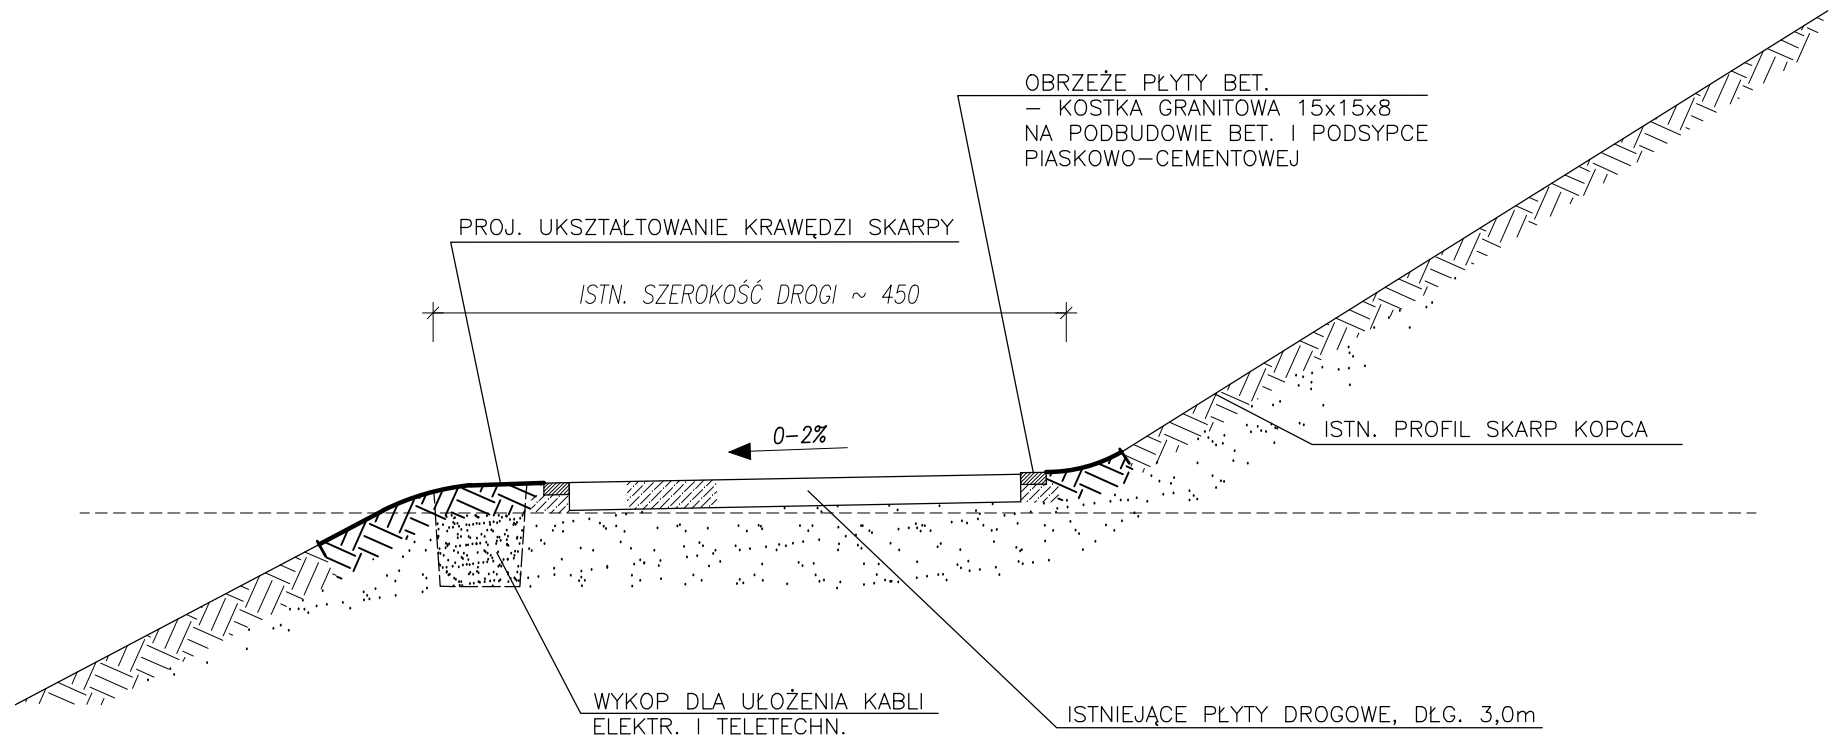 OBRZEŻE PŁYTY BET.
– KOSTKA GRANITOWA 15x15x8
NA PODBUDOWIE BET. I PODSYPCE
PIASKOWO–CEMENTOWEJ
PROJ. UKSZTAŁTOWANIE KRAWĘDZI SKARPY
ISTN. SZEROKOŚĆ DROGI ~ 450
0–2%
ISTN. PROFIL SKARP KOPCA
WYKOP DLA UŁOŻENIA KABLI
ELEKTR. I TELETECHN.
ISTNIEJĄCE PŁYTY DROGOWE, DŁG. 3,0m